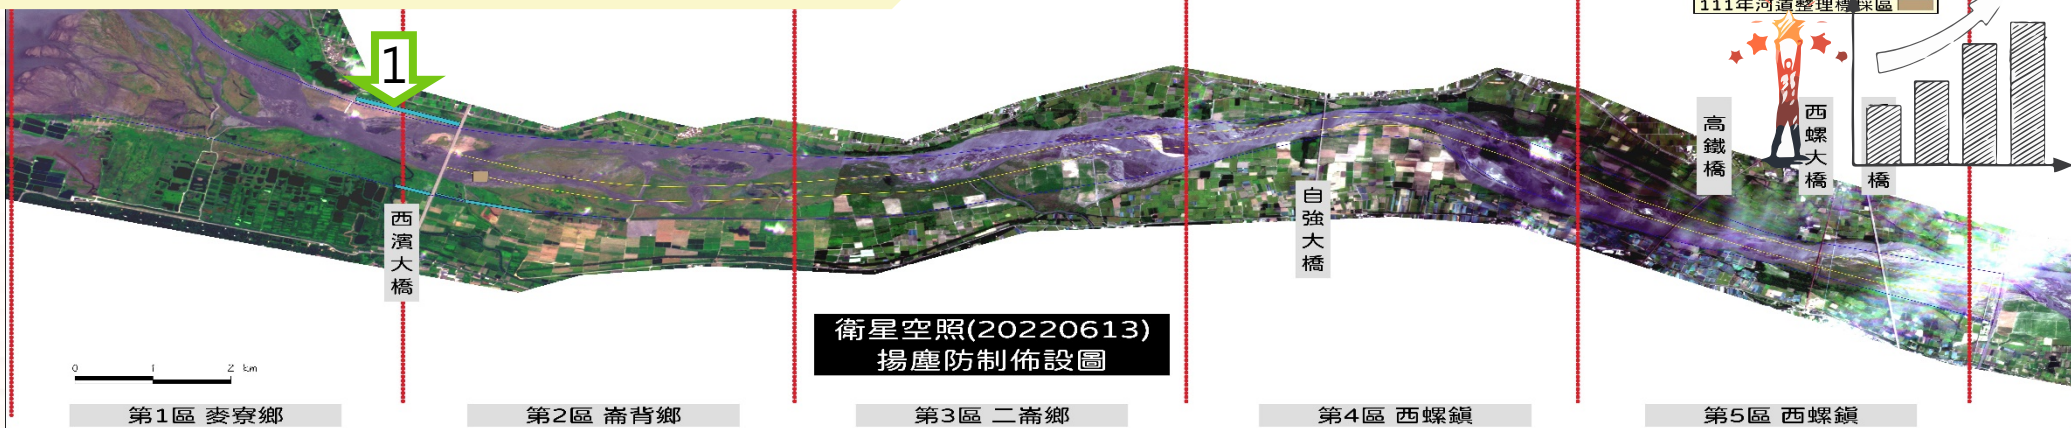 111年河道整理標採區
1
高鐵橋
西螺大橋
橋
西濱大橋
自強大橋
衛星空照(20220613)
揚塵防制佈設圖
0 1 2 km
第1區 麥寮鄉
第2區 崙背鄉
第3區 二崙鄉
第4區 西螺鎮
第5區 西螺鎮